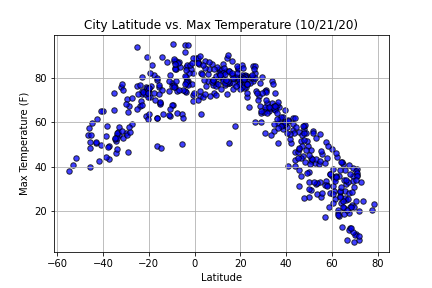 City Latitude vs. Max Temperature (10/21/20)
Max Temperature (F)
80
60
40
20
−60 −40 −20 0 20 40 60 80
Latitude